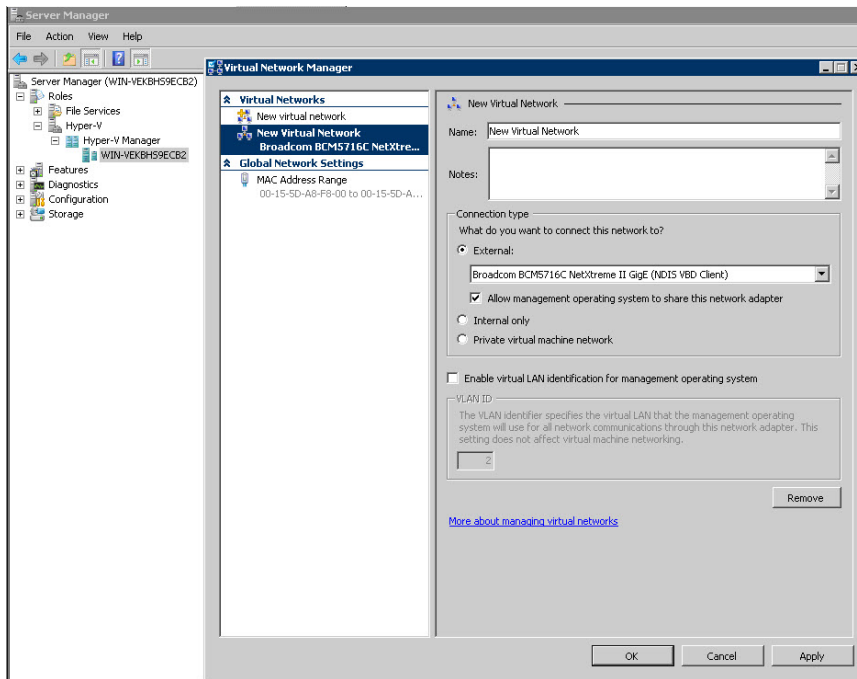 Server Manager
File Action View Help
Server Manager (WIN-VEKBHS9ECB2)
Roles
File Services
Hyper-V
Hyper-V Manager
WIN-VEKBHS9ECB2
Features
Diagnostics
Configuration
Storage
Virtual Network Manager
Virtual Networks
New virtual network
New Virtual Network
Broadcom BCM5716C NetXtre...
Global Network Settings
MAC Address Range
00-15-5D-A8-F8-00 to 00-15-5D-A...
New Virtual Network
Name: New Virtual Network
Notes:
Connection type
What do you want to connect this network to?
External:
Broadcom BCM5716C NetXtreme II GigE (NDIS VBD Client)
Allow management operating system to share this network adapter
Internal only
Private virtual machine network
Enable virtual LAN identification for management operating system
VLAN ID
The VLAN identifier specifies the virtual LAN that the management operating
system will use for all network communications through this network adapter. This
setting does not affect virtual machine networking.
2
Remove
More about managing virtual networks
OK Cancel Apply